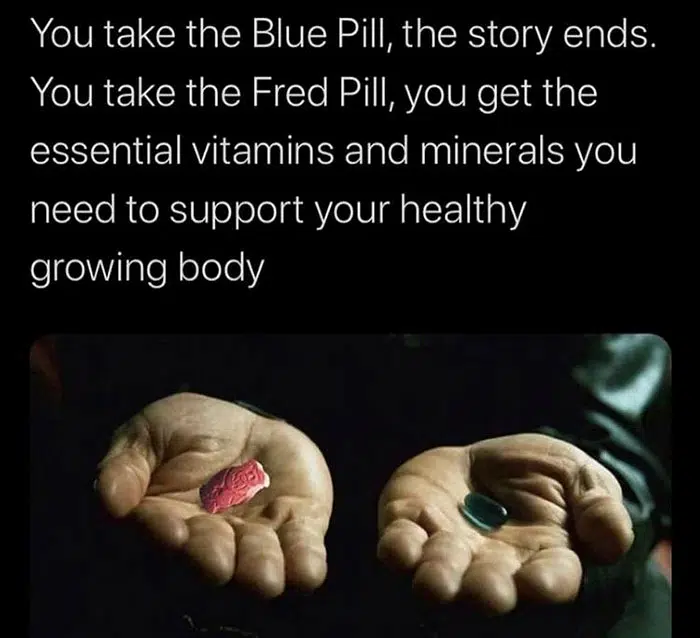 You take the Blue Pill, the story ends.
You take the Fred Pill, you get the
essential vitamins and minerals you
need to support your healthy
growing body